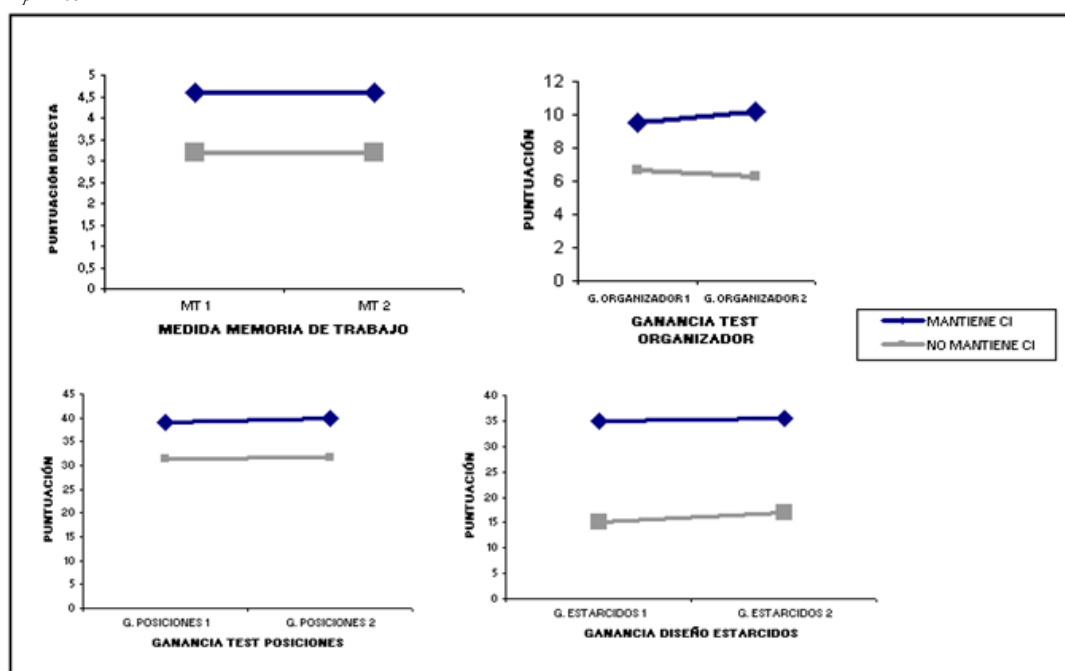 PUNTUACIÓN DIRECTA
5
4,5
4
3,5
3
2,5
2
1,5
1
0,5
0
MT 1 MT 2
MEDIDA MEMORIA DE TRABAJO
PUNTUACIÓN
12
10
8
6
4
2
0
G. ORGANIZADOR 1 G. ORGANIZADOR 2
GANANCIA TEST
ORGANIZADOR
MANTIENE CI
NO MANTIENE CI
PUNTUACIÓN
45
40
35
30
25
20
15
10
5
0
G. POSICIONES 1 G. POSICIONES 2
GANANCIA TEST POSICIONES
PUNTUACIÓN
40
35
30
25
20
15
10
5
0
G. ESTARCIDOS 1 G. ESTARCIDOS 2
GANANCIA DISEÑO ESTARCIDOS